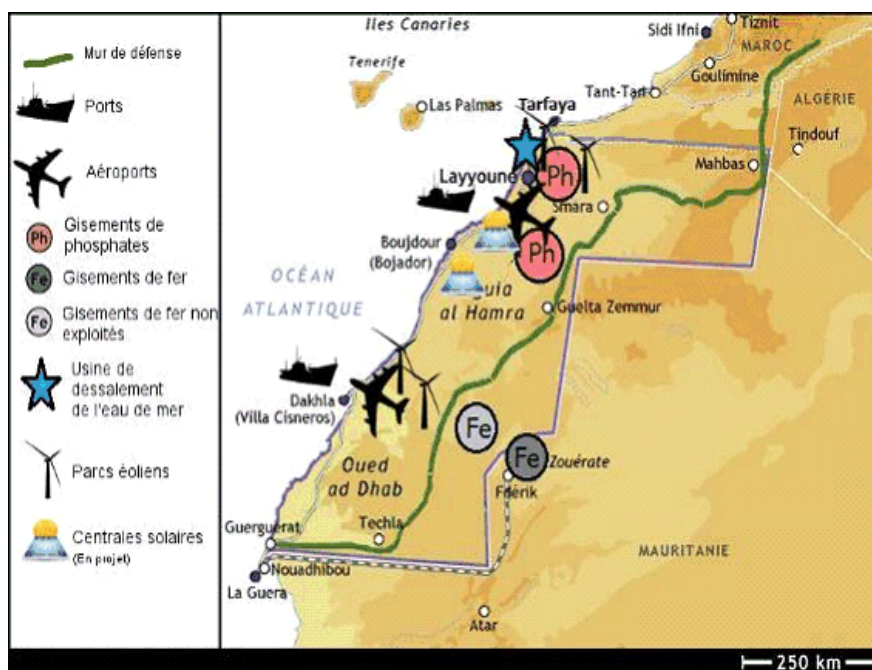 Mur de défense
Ports
Aéroports
Ph
Gisements de
phosphates
Fe
Gisements de fer
Fe
Gisements de fer non
exploités
Usine de
dessalement
de l'eau de mer
Parcs éoliens
Centrales solaires
(En projet)
Iles Canaries
Tenerife
Las Palmas
Sidi Ifni
Tiznit
MAROC
Goulimine
Tant-Tan
Tarfaya
ALGÉRIE
Tindouf
Mahbas
Layyoune
Ph
Smara
Boujdour
(Bojador)
Ph
OCÉAN
ATLANTIQUE
guia
al Hamra
Guelta Zemmur
Dakhla
(Villa Cisneros)
Fe
Fe
Zouérate
Oued
ad Dhab
Fdérik
Techla
Guerguerat
Nouadhibou
La Guera
MAURITANIE
Atar
250 km